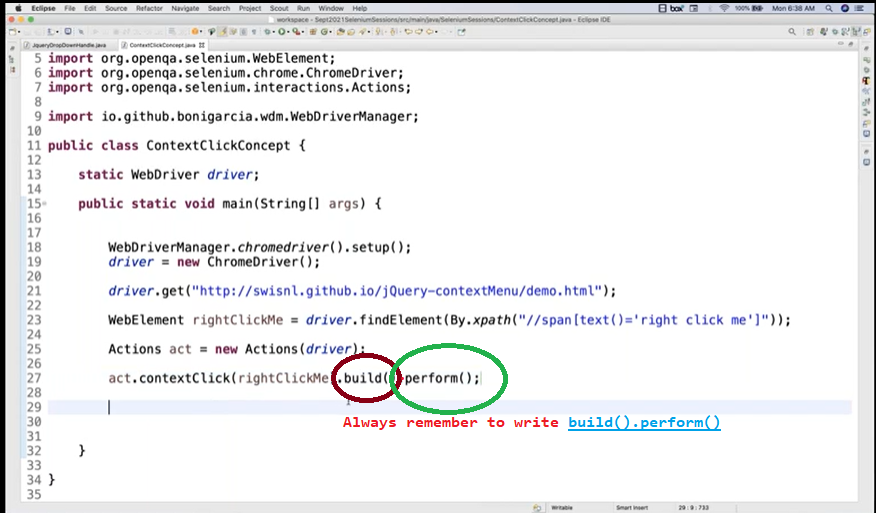 Eclipse File Edit Source Refactor Navigate Search Project Scout Run Window Help 100% Mon 6:38 AM
workspace - Sept2021SeleniumSessions/src/main/java/SeleniumSessions/ContextClickConcept.java - Eclipse IDE
JqueryDropDownHandle.java ContextClickConcept.java
5 import org.openqa.selenium.WebElement;
6 import org.openqa.selenium.chrome.ChromeDriver;
7 import org.openqa.selenium.interactions.Actions;
8
9 import io.github.bonigarcia.wdm.WebDriverManager;
10
11 public class ContextClickConcept {
12
13 static WebDriver driver;
14
15 public static void main(String[] args) {
16
17
18 WebDriverManager.chromedriver().setup();
19 driver = new ChromeDriver();
20
21 driver.get("http://swisnl.github.io/jQuery-contextMenu/demo.html");
22
23 WebElement rightClickMe = driver.findElement(By.xpath("//span[text()='right click me']"));
24
25 Actions act = new Actions(driver);
26
27 act.contextClick(rightClickMe).build().perform();
28
29
Always remember to write build().perform()
30
31
32 }
33
34 }
35
Writable Smart Insert 29 : 9 : 733